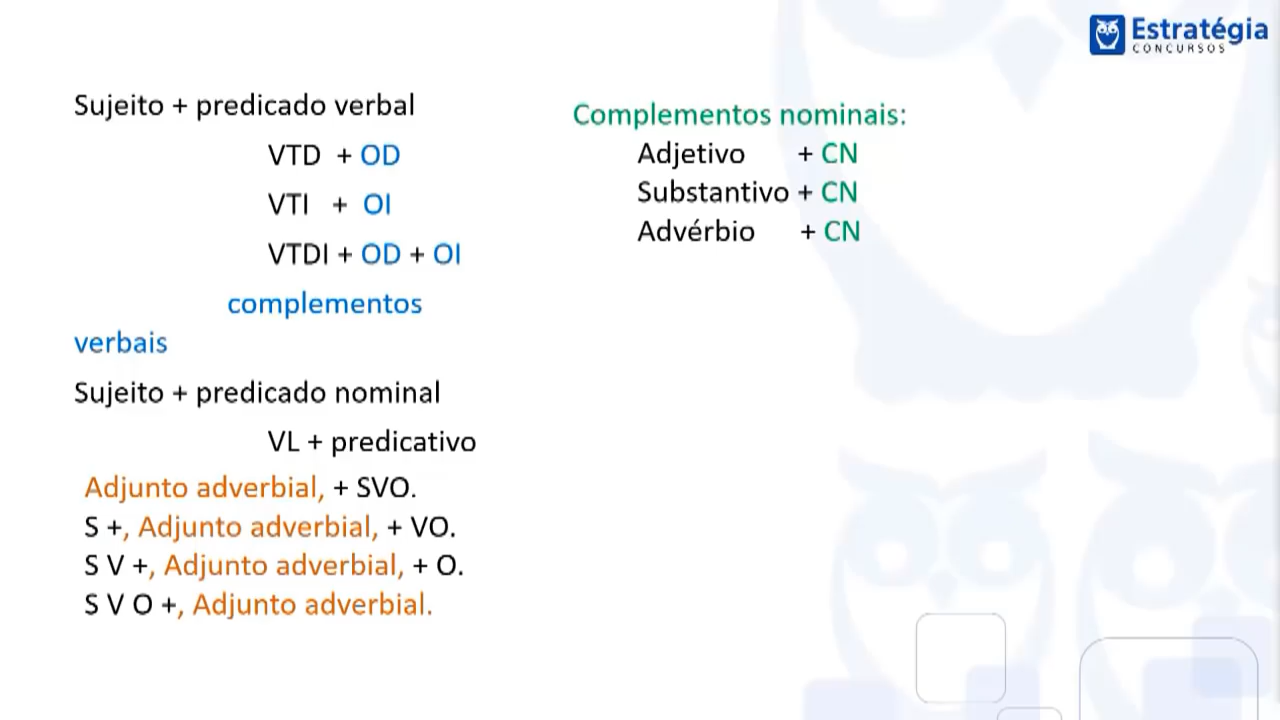 Estratégia
CONCURSOS
Sujeito + predicado verbal
VTD + OD
VTI + OI
VTDI + OD + OI
complementos
verbais
Sujeito + predicado nominal
VL + predicativo
Adjunto adverbial, + SVO.
S +, Adjunto adverbial, + VO.
S V +, Adjunto adverbial, + O.
S V O +, Adjunto adverbial.
Complementos nominais:
Adjetivo + CN
Substantivo + CN
Advérbio + CN